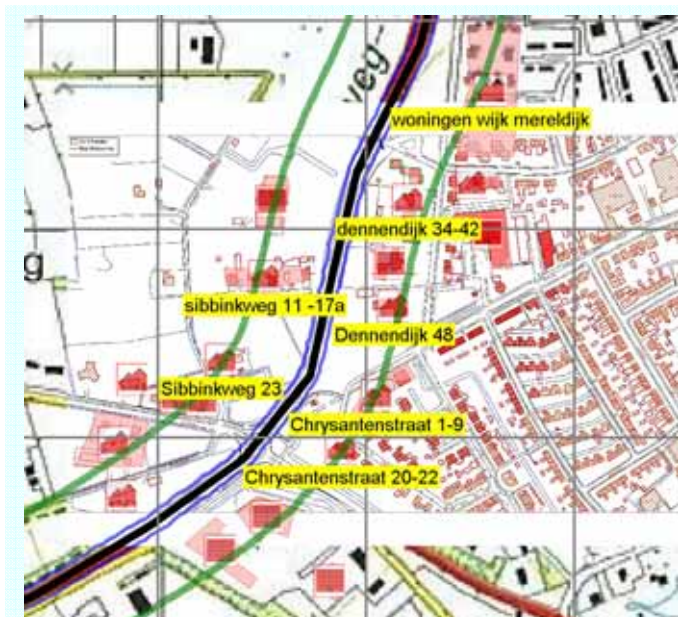 weg
woningen wijk mereldijk
dennendijk 34-42
g
sibbinkweg 11 -17a
Dennendijk 48
Sibbinkweg 23
Chrysantenstraat 1-9
Chrysantenstraat 20-22